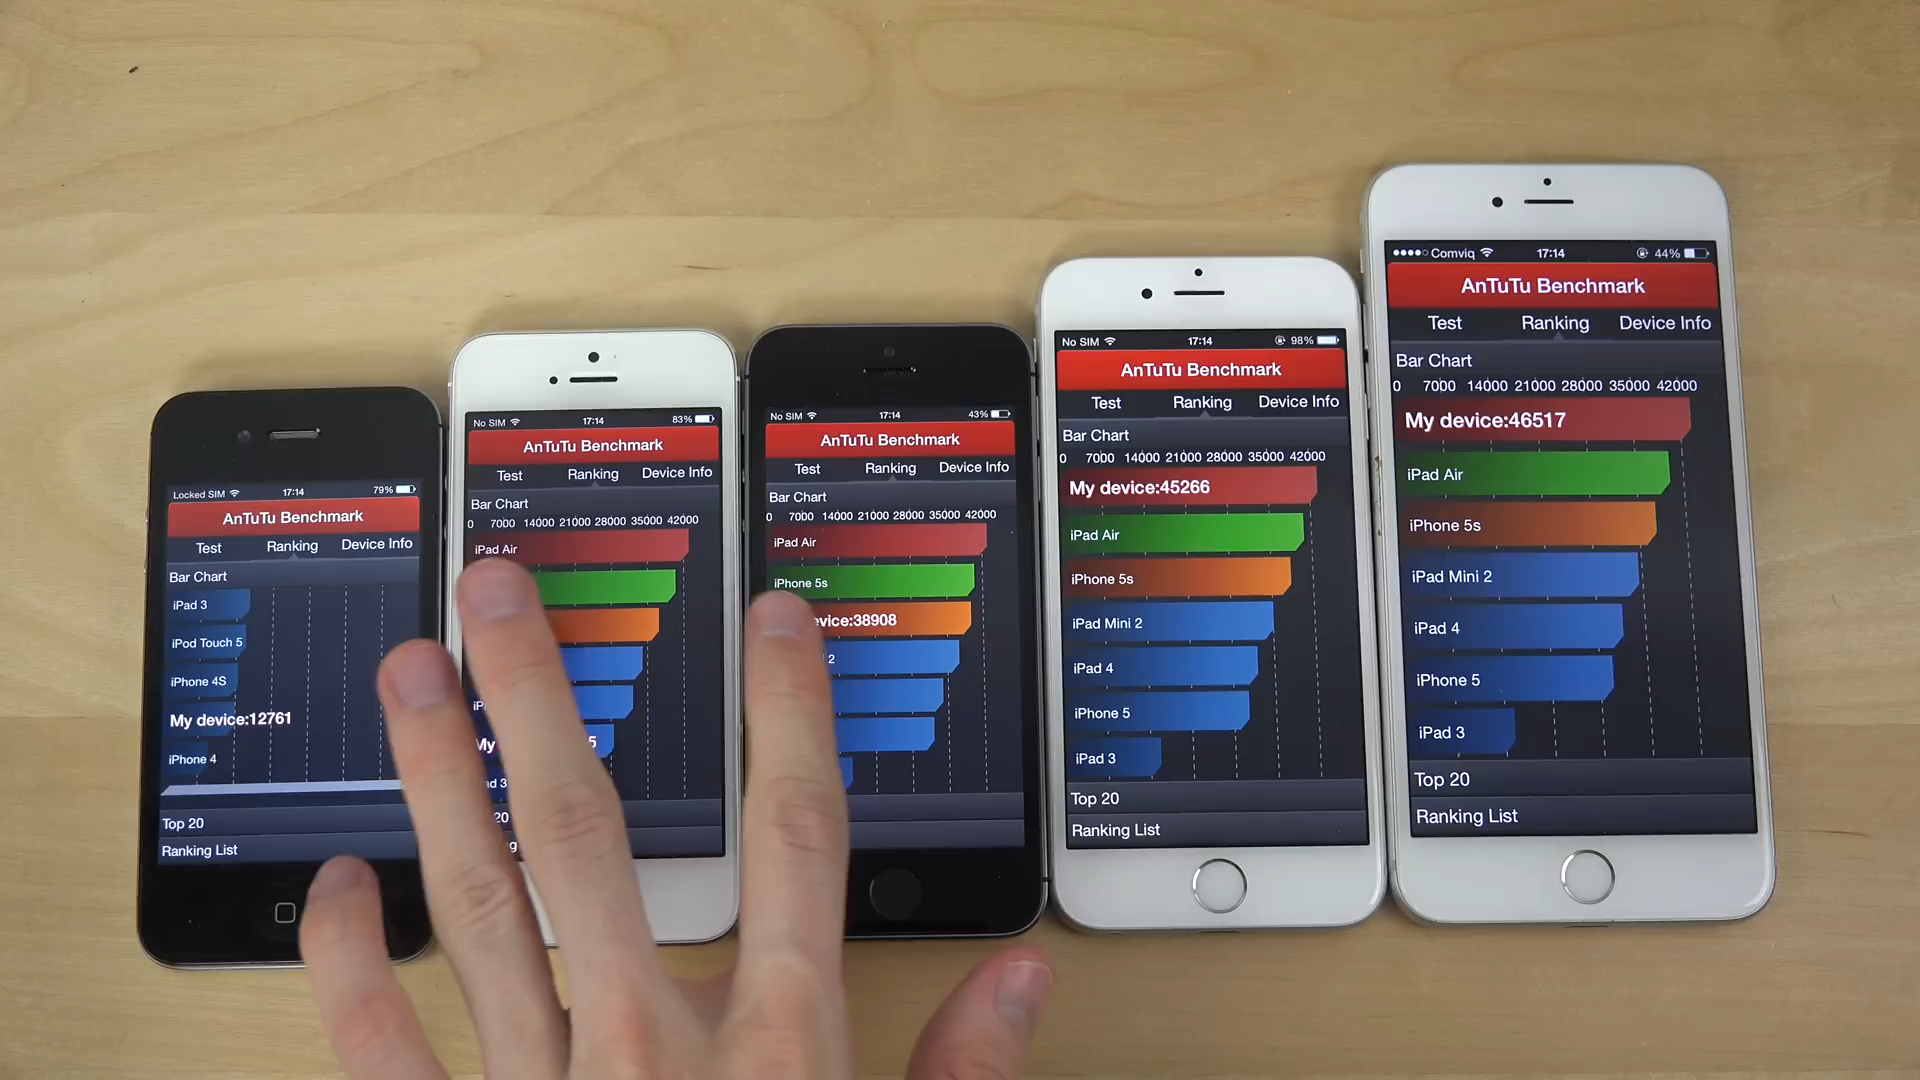 Locked SIM 17:14 79%
AnTuTu Benchmark
Test Ranking Device Info
Bar Chart
iPad 3
iPod Touch 5
iPhone 4S
My device:12761
iPhone 4
Top 20
Ranking List
No SIM 17:14 83%
AnTuTu Benchmark
Test Ranking Device Info
Bar Chart
0 7000 14000 21000 28000 35000 42000
iPad Air
My 5
No SIM 17:14 43%
AnTuTu Benchmark
Test Ranking Device Info
Bar Chart
0 7000 14000 21000 28000 35000 42000
iPad Air
iPhone 5s
evice:38908
2
No SIM 17:14 98%
AnTuTu Benchmark
Test Ranking Device Info
Bar Chart
0 7000 14000 21000 28000 35000 42000
My device:45266
iPad Air
iPhone 5s
iPad Mini 2
iPad 4
iPhone 5
iPad 3
Top 20
Ranking List
Comviq 17:14 44%
AnTuTu Benchmark
Test Ranking Device Info
Bar Chart
0 7000 14000 21000 28000 35000 42000
My device:46517
iPad Air
iPhone 5s
iPad Mini 2
iPad 4
iPhone 5
iPad 3
Top 20
Ranking List